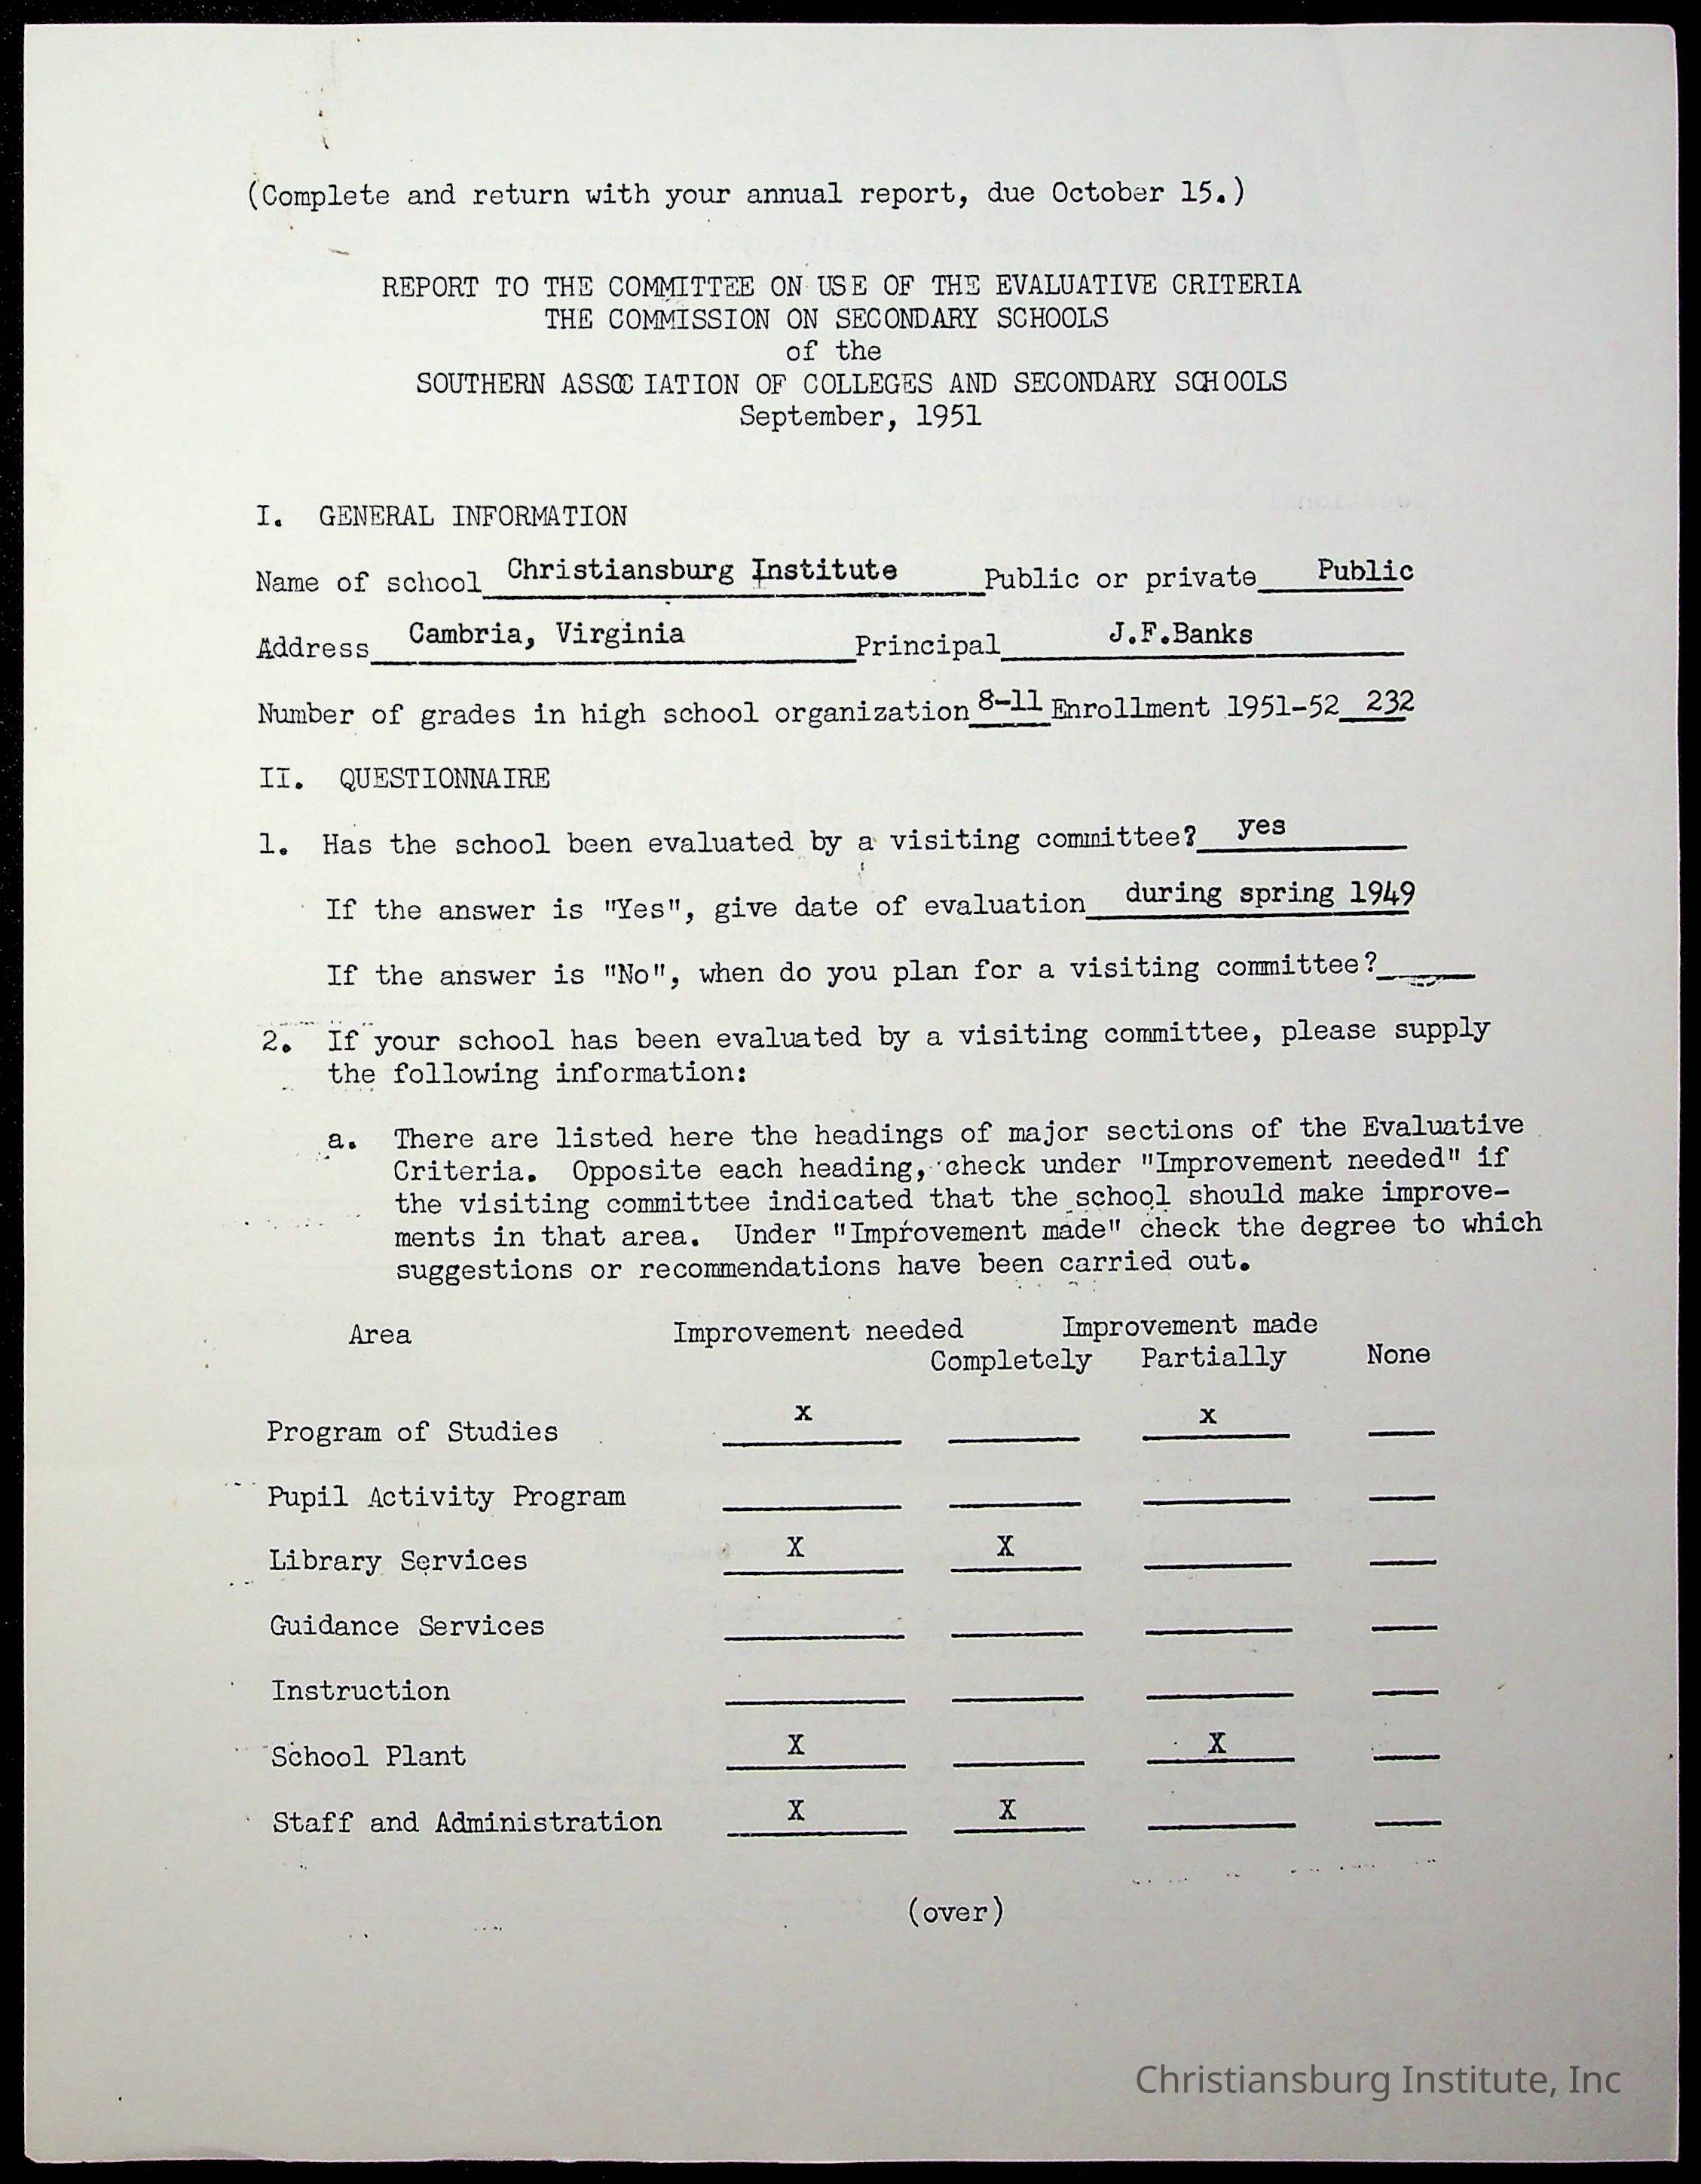 (Complete and return with your annual report, due October 15.)
REPORT TO THE COMMITTEE ON USE OF THE EVALUATIVE CRITERIA
THE COMMISSION ON SECONDARY SCHOOLS
of the
SOUTHERN ASSOCIATION OF COLLEGES AND SECONDARY SCHOOLS
September, 1951
I. GENERAL INFORMATION
Name of school Christiansburg Institute Public or private Public
Address Cambria, Virginia Principal J.F.Banks
Number of grades in high school organization 8-11 Enrollment 1951-52 232
II. QUESTIONNAIRE
1. Has the school been evaluated by a visiting committee? yes
If the answer is "Yes", give date of evaluation during spring 1949
If the answer is "No", when do you plan for a visiting committee?
2. If your school has been evaluated by a visiting committee, please supply
the following information:
a. There are listed here the headings of major sections of the Evaluative
Criteria. Opposite each heading, check under "Improvement needed" if
the visiting committee indicated that the school should make improve-
ments in that area. Under "Improvement made" check the degree to which
suggestions or recommendations have been carried out.
Area Improvement needed Improvement made
Completely Partially None
Program of Studies x x
Pupil Activity Program
Library Services X X
Guidance Services
Instruction
School Plant X X
Staff and Administration X X
(over)
Christiansburg Institute, Inc